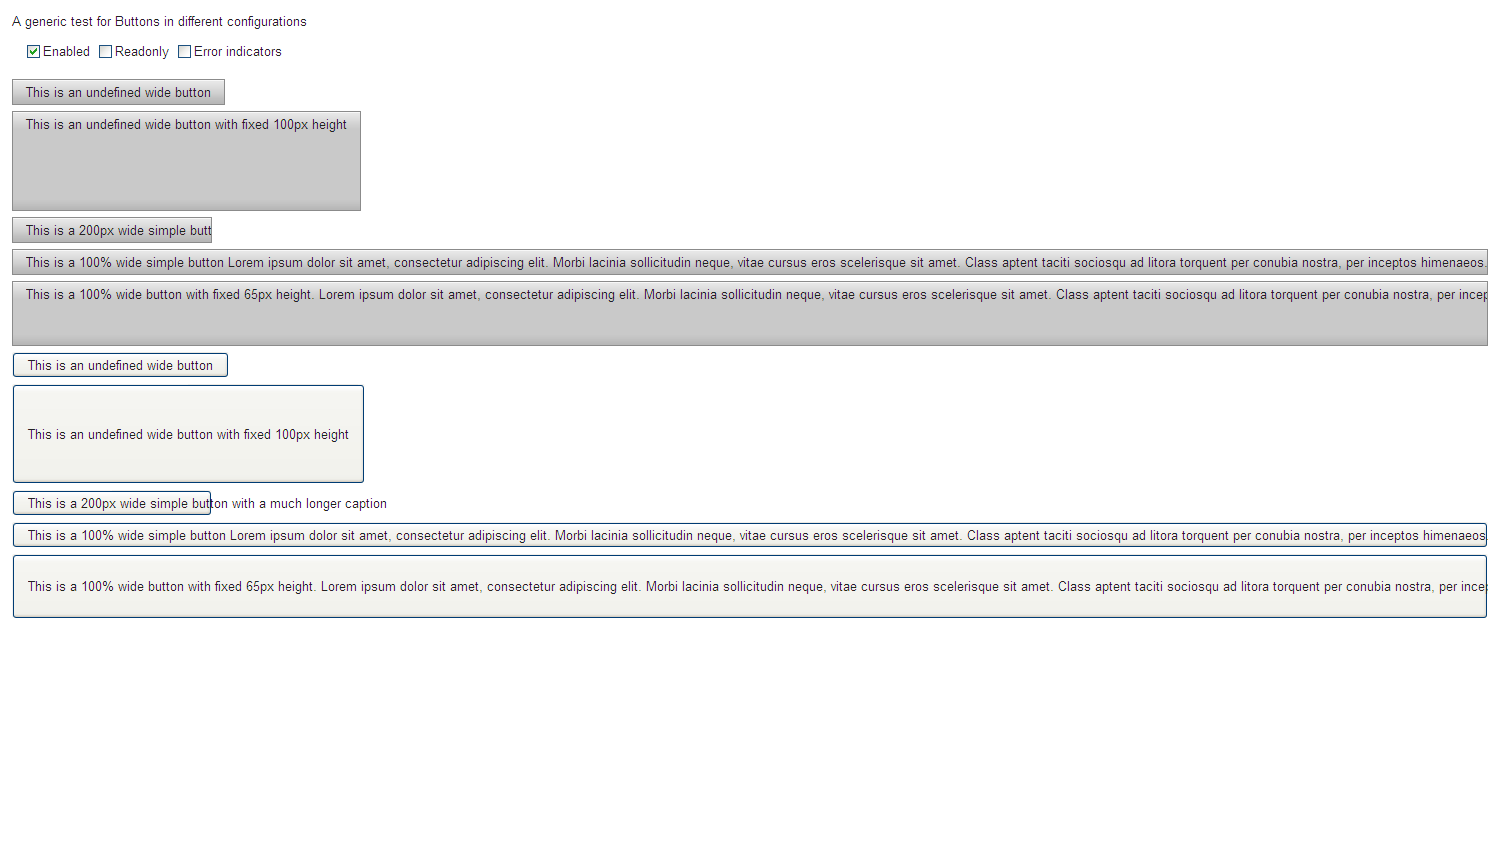 A generic test for Buttons in different configurations
Enabled Readonly Error indicators
This is an undefined wide button
This is an undefined wide button with fixed 100px height
This is a 200px wide simple butt
This is a 100% wide simple button Lorem ipsum dolor sit amet, consectetur adipiscing elit. Morbi lacinia sollicitudin neque, vitae cursus eros scelerisque sit amet. Class aptent taciti sociosqu ad litora torquent per conubia nostra, per inceptos himenaeos.
This is a 100% wide button with fixed 65px height. Lorem ipsum dolor sit amet, consectetur adipiscing elit. Morbi lacinia sollicitudin neque, vitae cursus eros scelerisque sit amet. Class aptent taciti sociosqu ad litora torquent per conubia nostra, per incep
This is an undefined wide button
This is an undefined wide button with fixed 100px height
This is a 200px wide simple button with a much longer caption
This is a 100% wide simple button Lorem ipsum dolor sit amet, consectetur adipiscing elit. Morbi lacinia sollicitudin neque, vitae cursus eros scelerisque sit amet. Class aptent taciti sociosqu ad litora torquent per conubia nostra, per inceptos himenaeos
This is a 100% wide button with fixed 65px height. Lorem ipsum dolor sit amet, consectetur adipiscing elit. Morbi lacinia sollicitudin neque, vitae cursus eros scelerisque sit amet. Class aptent taciti sociosqu ad litora torquent per conubia nostra, per ince